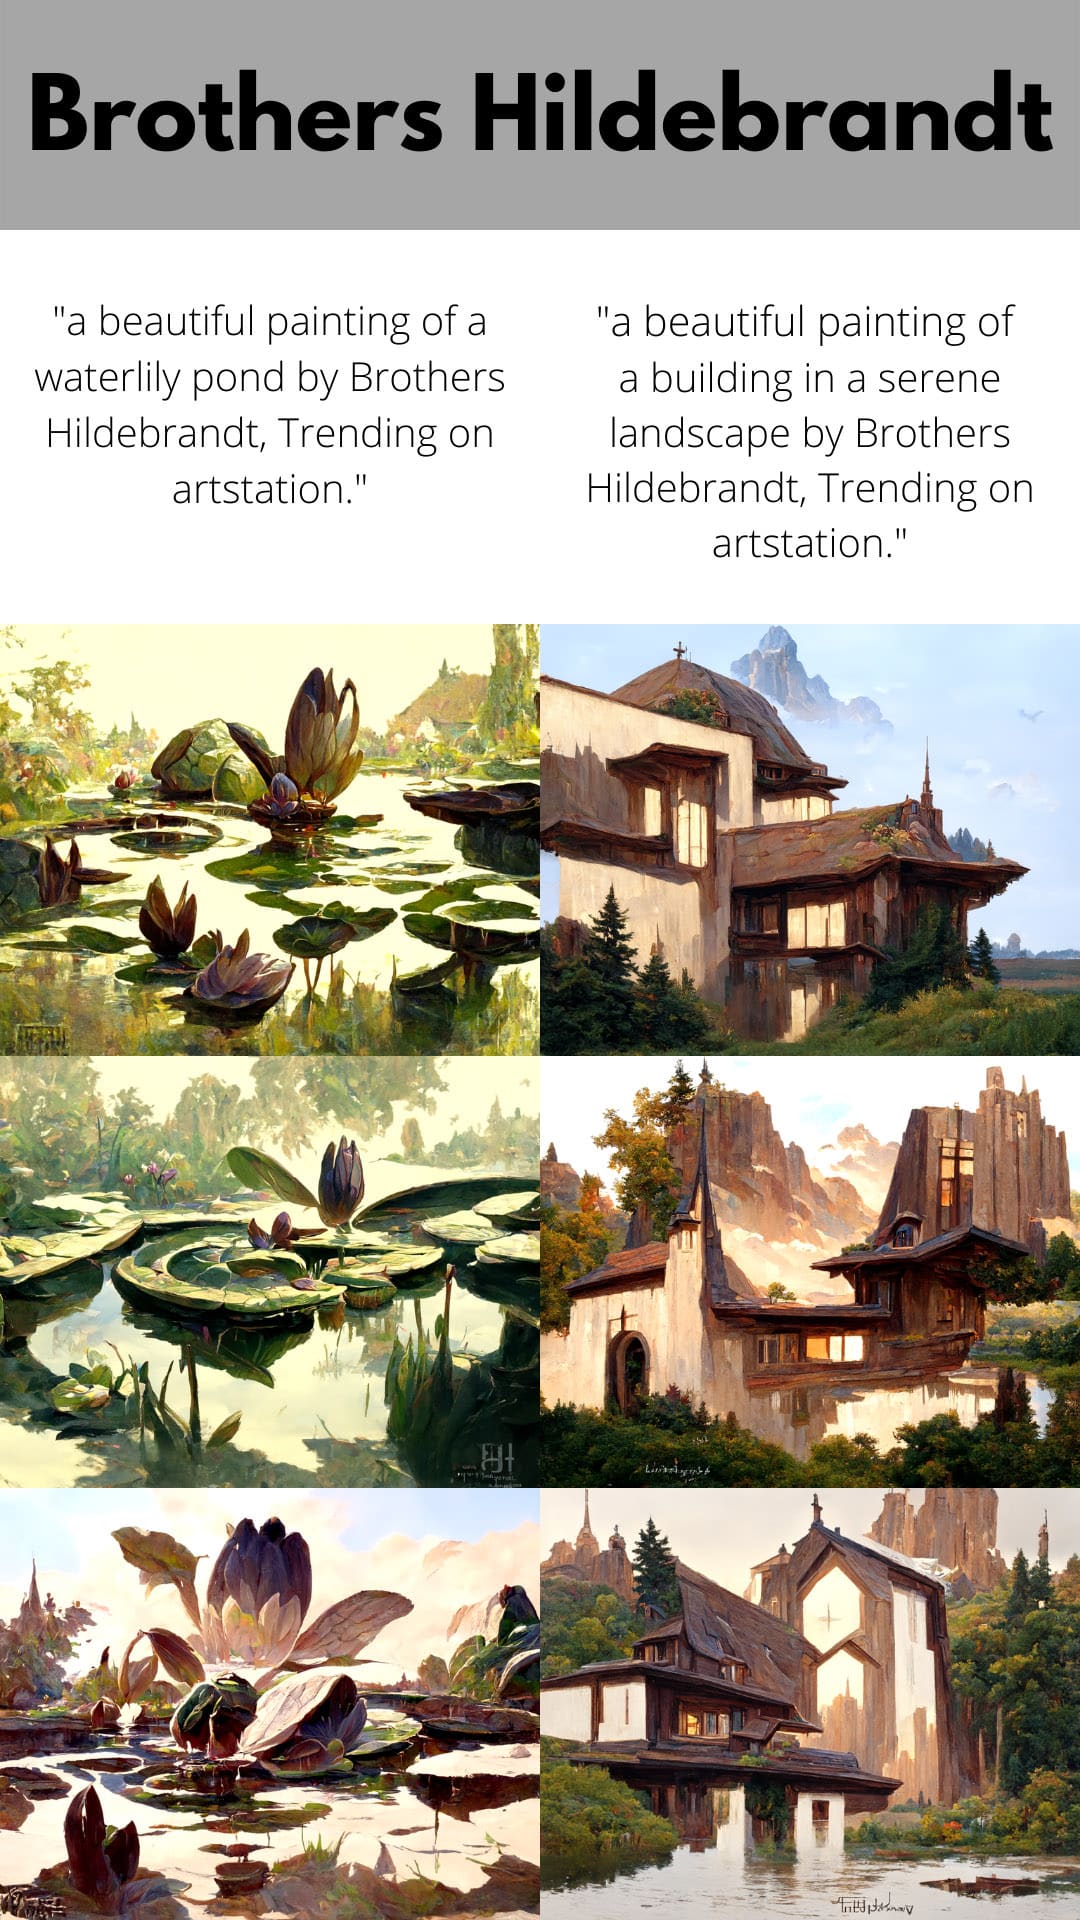 Brothers Hildebrandt
"a beautiful painting of a
waterlily pond by Brothers
Hildebrandt, Trending on
artstation."
"a beautiful painting of
a building in a serene
landscape by Brothers
Hildebrandt, Trending on
artstation."